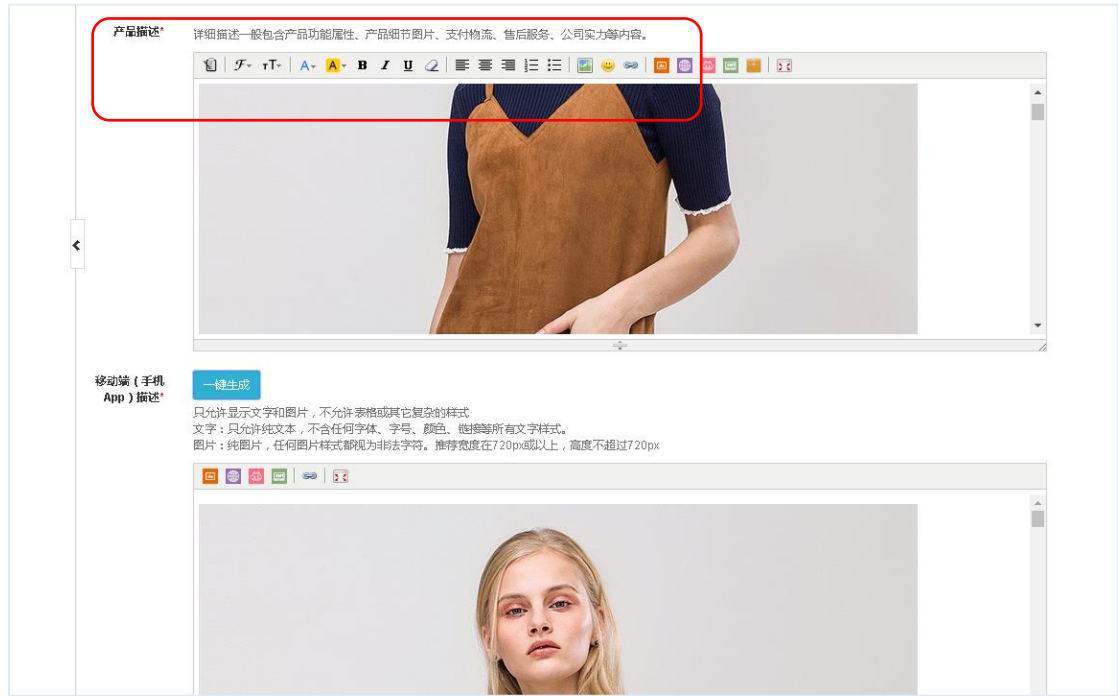 产品描述*
详细描述一般包含产品功能属性、产品细节图片、支付物流、售后服务、公司实力等内容。
移动端(手机
App)描述*
一键生成
只允许显示文字和图片,不允许表格或其它复杂的样式
文字:只允许纯文本,不含任何字体、字号、颜色、链接等所有文字样式。
图片:纯图片,任何图片样式都视为非法字符。推荐宽度在720px或以上,高度不超过720px